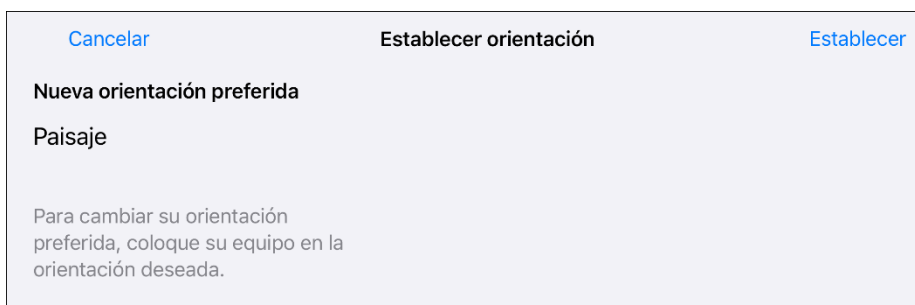 Cancelar Establecer orientación Establecer
Nueva orientación preferida
Paisaje
Para cambiar su orientación
preferida, coloque su equipo en la
orientación deseada.